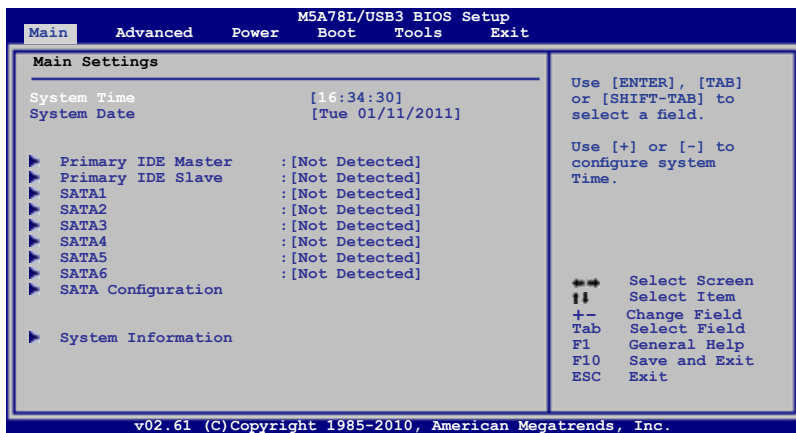 M5A78L/USB3 BIOS Setup
Main Advanced Power Boot Tools Exit
Main Settings
System Time [16:34:30]
System Date [Tue 01/11/2011]
Primary IDE Master :[Not Detected]
Primary IDE Slave :[Not Detected]
SATA1 :[Not Detected]
SATA2 :[Not Detected]
SATA3 :[Not Detected]
SATA4 :[Not Detected]
SATA5 :[Not Detected]
SATA6 :[Not Detected]
SATA Configuration
System Information
Use [ENTER], [TAB]
or [SHIFT-TAB] to
select a field.
Use [+] or [-] to
configure system
Time.
Select Screen
Select Item
+- Change Field
Tab Select Field
F1 General Help
F10 Save and Exit
ESC Exit
v02.61 (C)Copyright 1985-2010, American Megatrends, Inc.